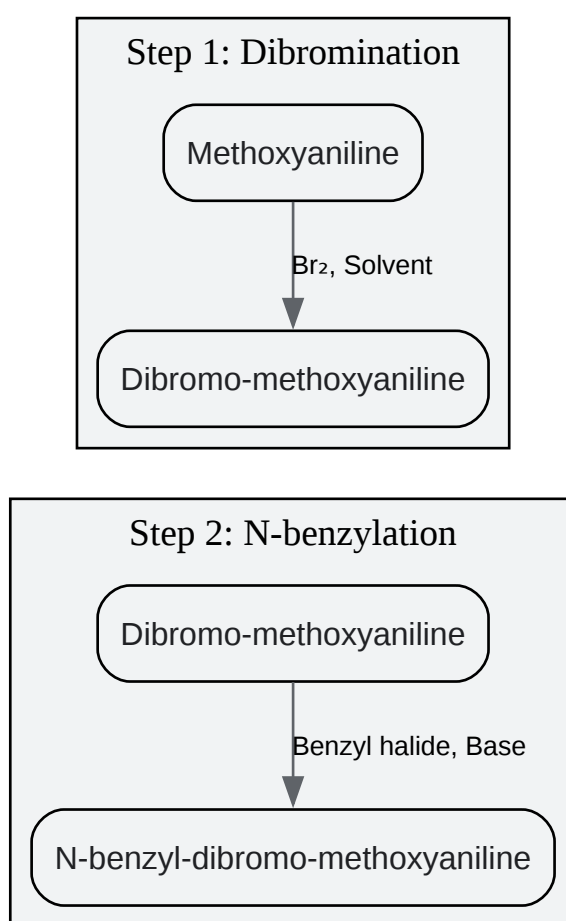 Step 1: Dibromination
Methoxyaniline
Br₂, Solvent
Dibromo-methoxyaniline
Step 2: N-benzylation
Dibromo-methoxyaniline
Benzyl halide, Base
N-benzyl-dibromo-methoxyaniline